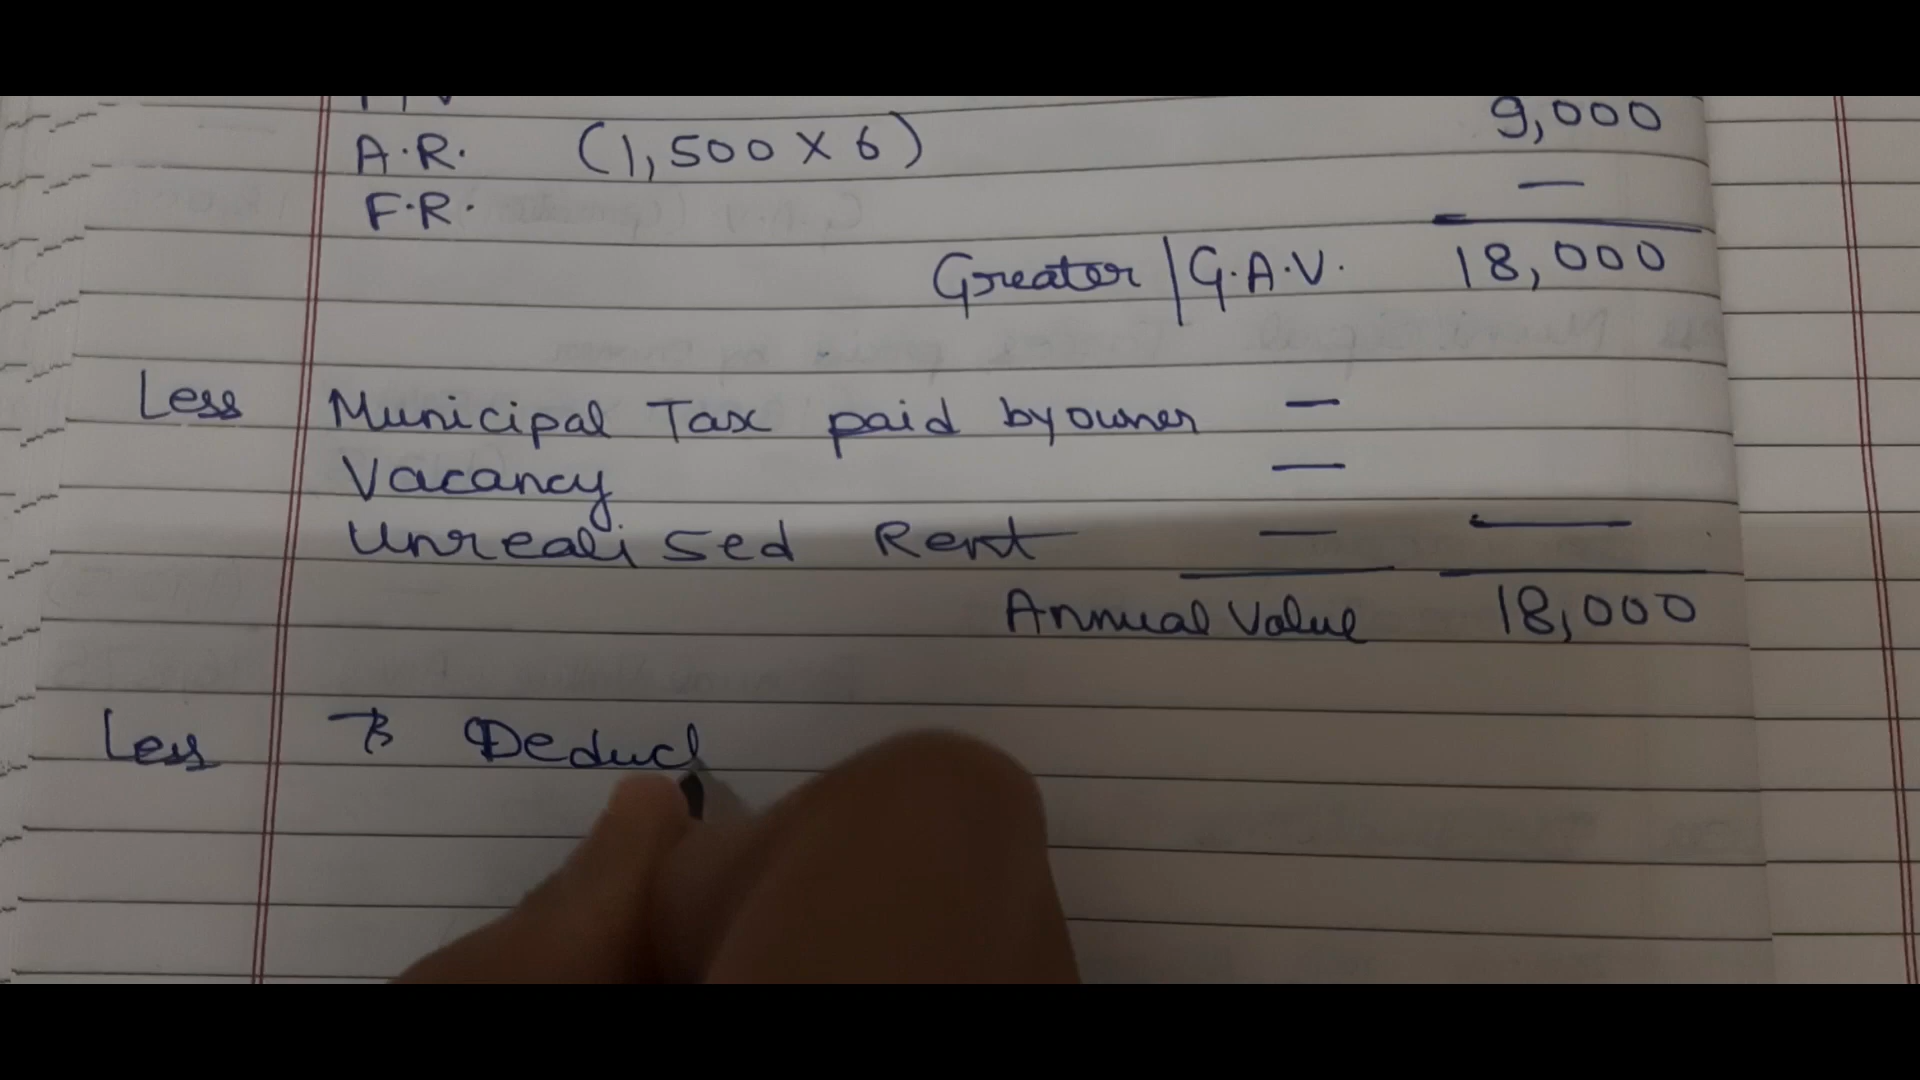 9,000
A.R. (1,500 X 6)
F.R. —
Greater | G.A.V. 18,000
Less Municipal Tax paid by owner —
Vacancy —
Unrealised Rent — —
Annual Value 18,000
Less Deduct